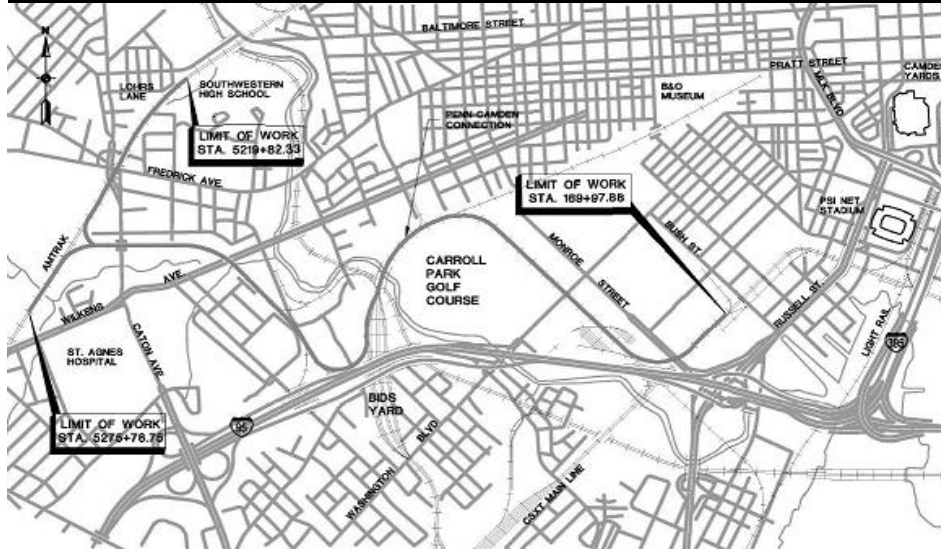 N
BALTIMORE STREET
PRATT STREET
MLK BLVD
CAMDEN
YARDS
LOHRS
LANE
SOUTHWESTERN
HIGH SCHOOL
B&O
MUSEUM
PENN-CAMDEN
CONNECTION
LIMIT OF WORK
STA. 5219+82.33
FREDRICK AVE.
LIMIT OF WORK
STA. 169+97.88
PSI NET
STADIUM
BUSH ST.
MONROE
STREET
AMTRAK
CARROLL
PARK
GOLF
COURSE
WILKENS
AVE.
RUSSELL ST.
LIGHT RAIL
395
ST. AGNES
HOSPITAL
CATON AVE.
BIDS
YARD
LIMIT OF WORK
STA. 5275+76.75
95
WASHINGTON
BLVD
CSXT MAIN LINE